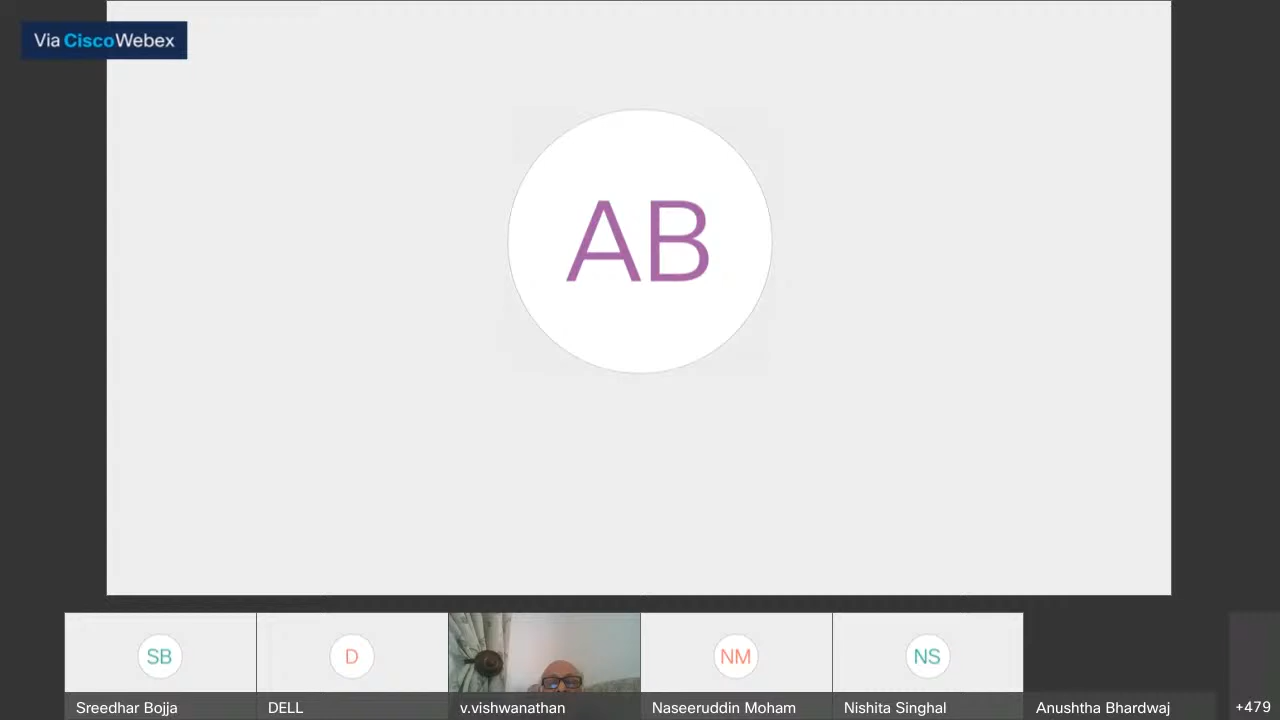 Via CiscoWebex
AB
SB
D
NM
NS
Sreedhar Bojja
DELL
v.vishwanathan
Naseeruddin Moham
Nishita Singhal
Anushtha Bhardwaj
+479